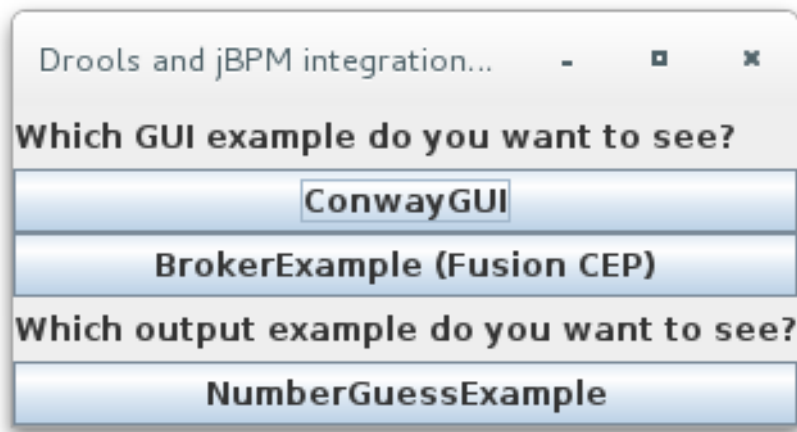 Drools and jBPM integration...
Which GUI example do you want to see?
ConwayGUI
BrokerExample (Fusion CEP)
Which output example do you want to see?
NumberGuessExample